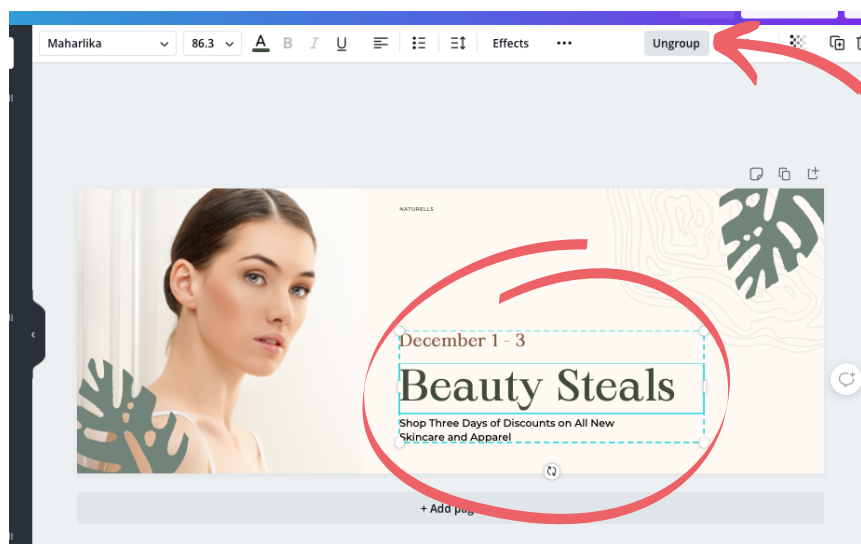 Maharlika
86.3
A
B
I
U
Effects
Ungroup
NATURELLS
December 1 - 3
Beauty Steals
Shop Three Days of Discounts on All New
Skincare and Apparel
+ Add